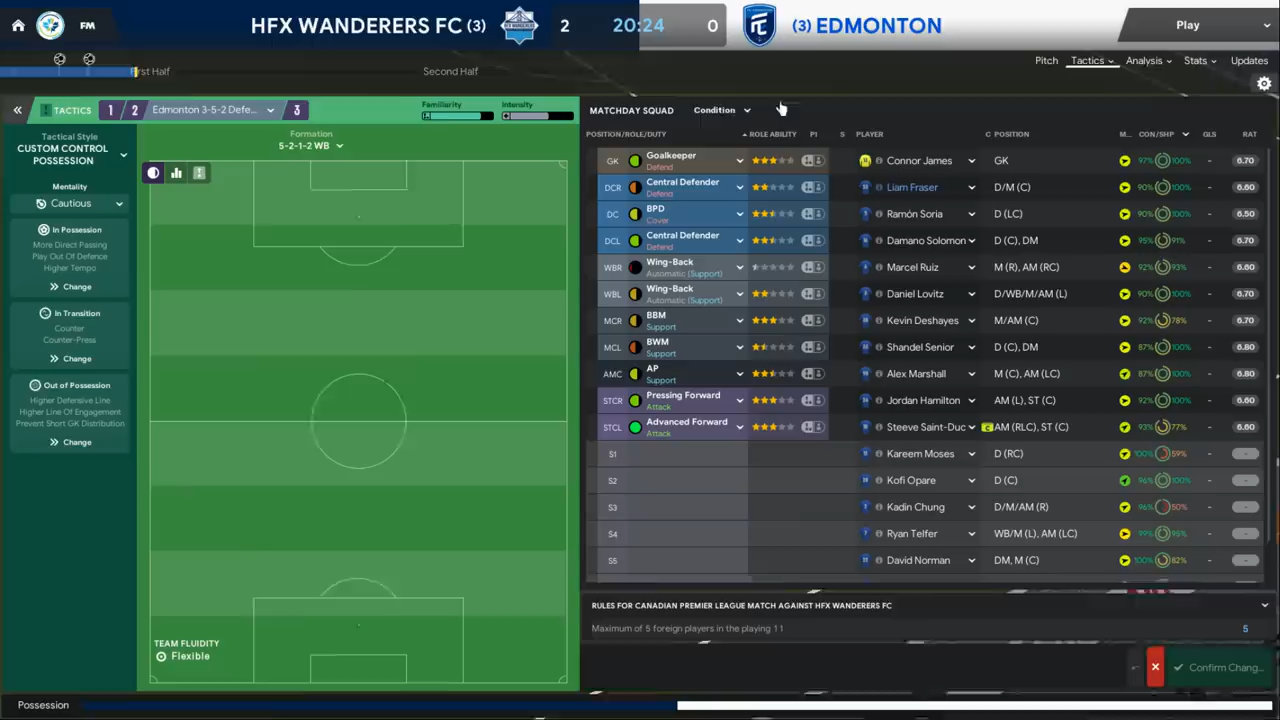 HFX WANDERERS FC (3) 2 20:24 0 (3) EDMONTON Play
FM
First Half Second Half Pitch Tactics Analysis Stats Updates
TACTICS 1 2 Edmonton 3-5-2 Defe... 3 Familiarity Intensity
MATCHDAY SQUAD Condition
Tactical Style
CUSTOM CONTROL POSSESSION
Mentality
Cautious
In Possession
More Direct Passing
Play Out Of Defence
Higher Tempo
Change
In Transition
Counter
Counter-Press
Change
Out of Possession
Higher Defensive Line
Higher Line Of Engagement
Prevent Short GK Distribution
Change
Formation
5-2-1-2 WB
TEAM FLUIDITY
Flexible
POSITION/ROLE/DUTY ROLE ABILITY PI S PLAYER C POSITION M... CON/SHP GLS RAT
GK Goalkeeper Defend Connor James GK 97% 100% - 6.70
DCR Central Defender Defend Liam Fraser D/M (C) 90% 100% - 6.60
DC BPD Cover Ramón Soria D (LC) 90% 100% - 6.50
DCL Central Defender Defend Damano Solomon D (C), DM 95% 91% - 6.70
WBR Wing-Back Automatic (Support) Marcel Ruiz M (R), AM (RC) 92% 93% - 6.60
WBL Wing-Back Automatic (Support) Daniel Lovitz D/WB/M/AM (L) 90% 100% - 6.70
MCR BBM Support Kevin Deshayes M/AM (C) 92% 78% - 6.70
MCL BWM Support Shandel Senior D (C), DM 87% 100% - 6.80
AMC AP Support Alex Marshall M (C), AM (LC) 87% 100% - 6.80
STCR Pressing Forward Attack Jordan Hamilton AM (L), ST (C) 92% 100% - 6.60
STCL Advanced Forward Attack Steeve Saint-Duc C AM (RLC), ST (C) 93% 77% - 6.60
S1 Kareem Moses D (RC) 100% 59% - -
S2 Kofi Opare D (C) 96% 100% - -
S3 Kadin Chung D/M/AM (R) 96% 50% - -
S4 Ryan Telfer WB/M (L), AM (LC) 99% 95% - -
S5 David Norman DM, M (C) 100% 82% - -
RULES FOR CANADIAN PREMIER LEAGUE MATCH AGAINST HFX WANDERERS FC
Maximum of 5 foreign players in the playing 11 5
Confirm Chang...
Possession